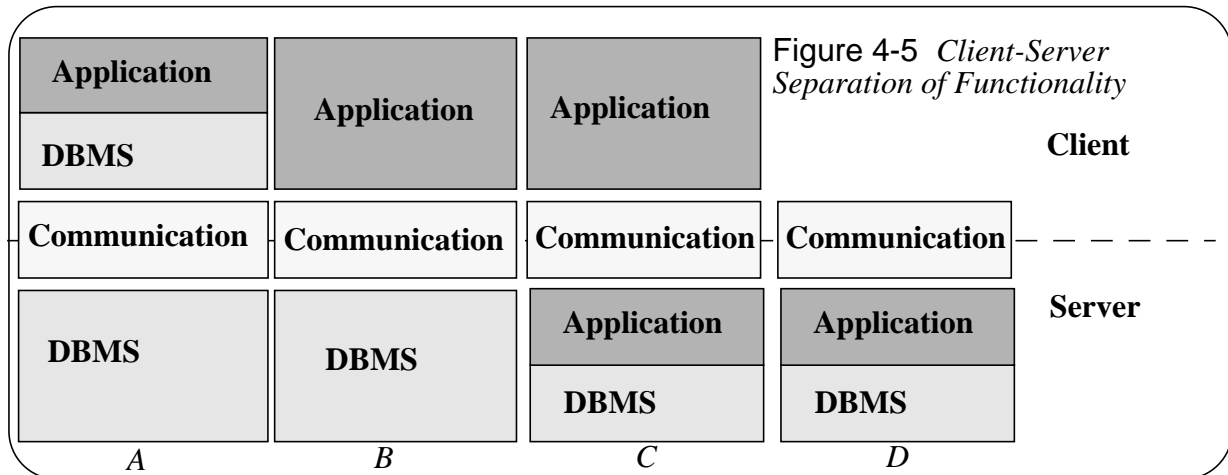 Figure 4-5 Client-Server
Separation of Functionality
Application
Application
Application
DBMS
Client
Communication
Communication
Communication
Communication
DBMS
DBMS
Application
Application
Server
DBMS
DBMS
A
B
C
D